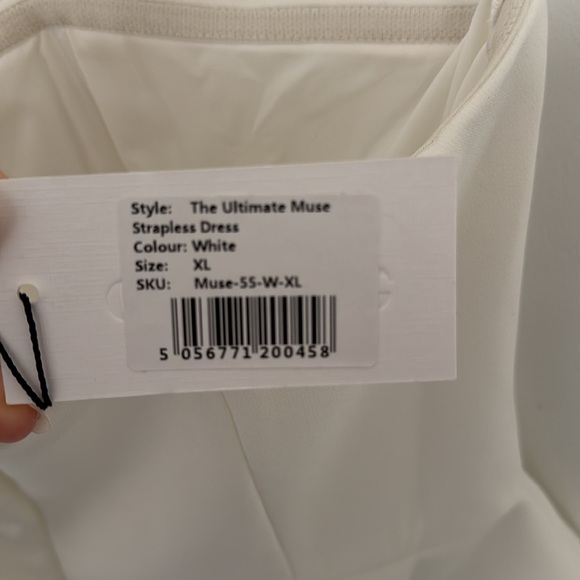 Style: The Ultimate Muse
Strapless Dress
Colour: White
Size: XL
SKU: Muse-55-W-XL
5 056771 200458